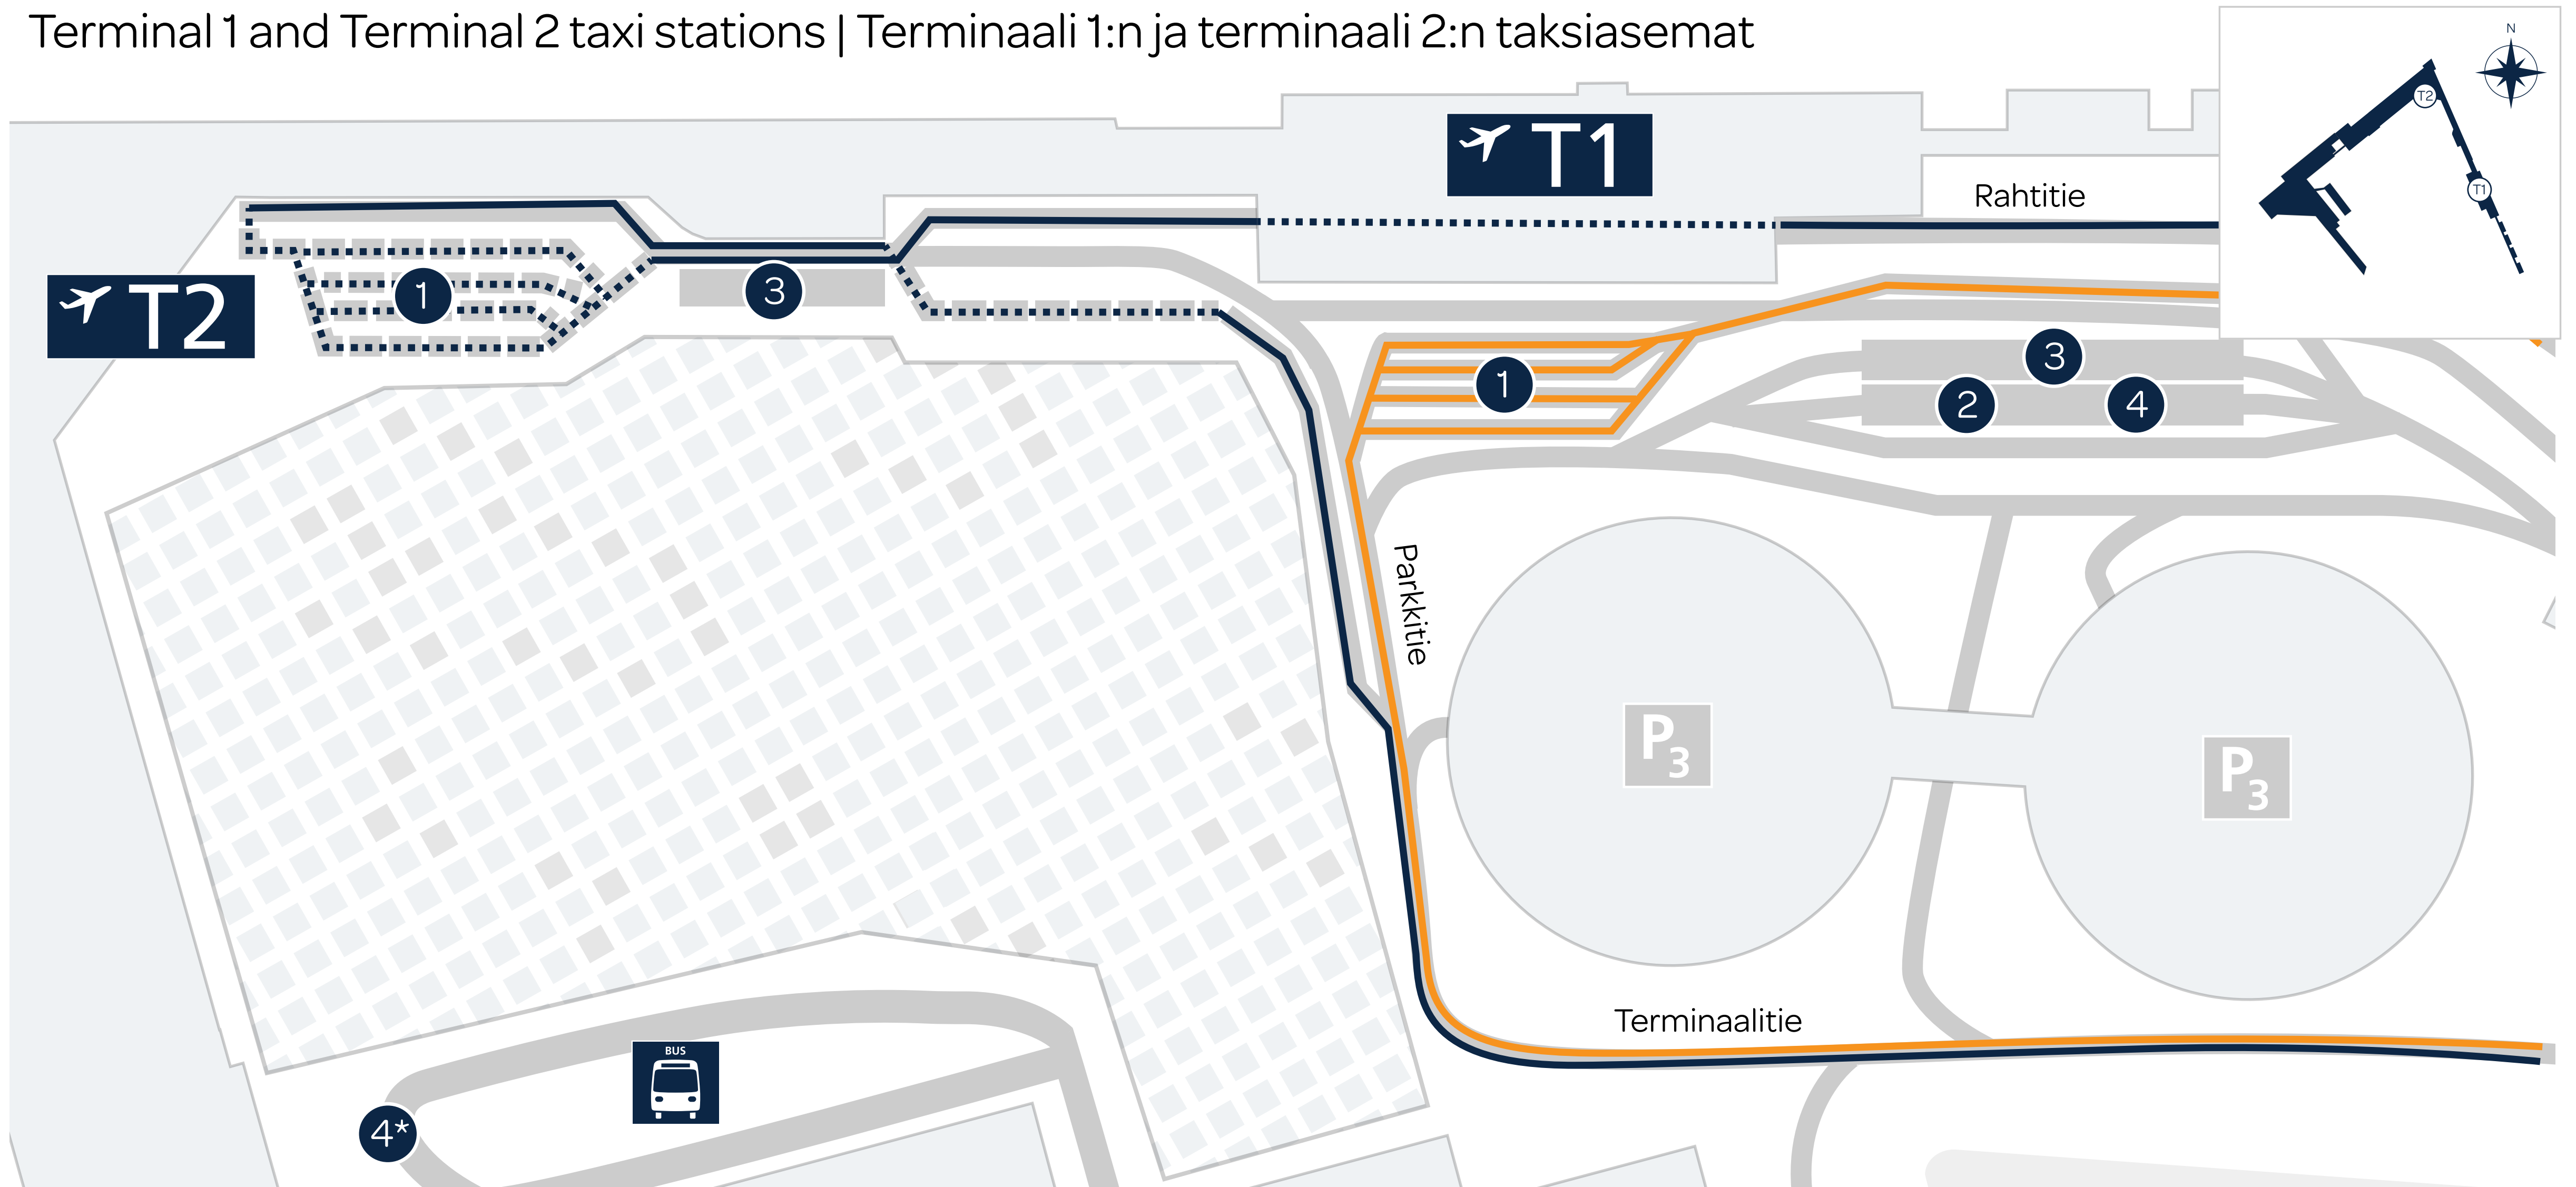 Terminal 1 and Terminal 2 taxi stations | Terminaali 1:n ja terminaali 2:n taksiasemat
N
T2
T1
T1
Rahtitie
T2
1
3
1
3
2
4
Parkkitie
P3
P3
Terminaalitie
BUS
4*